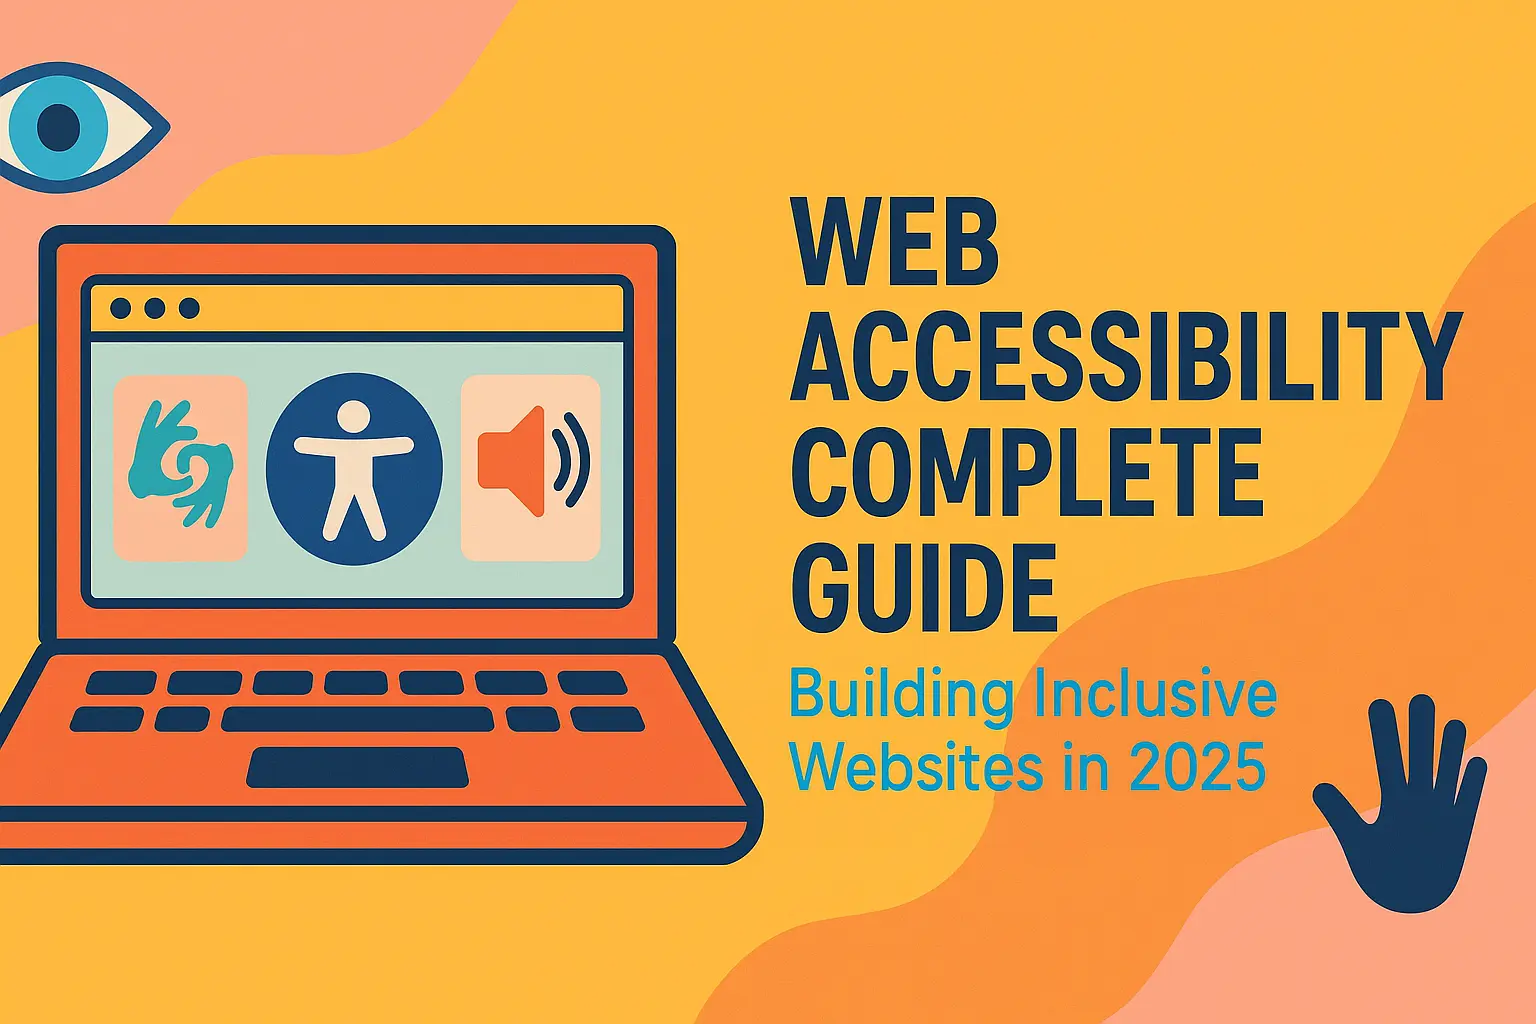 WEB
ACCESSIBILITY
COMPLETE
GUIDE
Building Inclusive
Websites in 2025